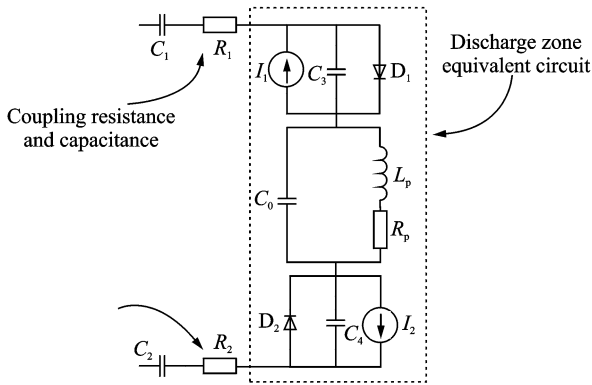 C1
R1
I1
C3
D1
Discharge zone
equivalent circuit
Coupling resistance
and capacitance
C0
Lp
Rp
D2
C4
I2
C2
R2